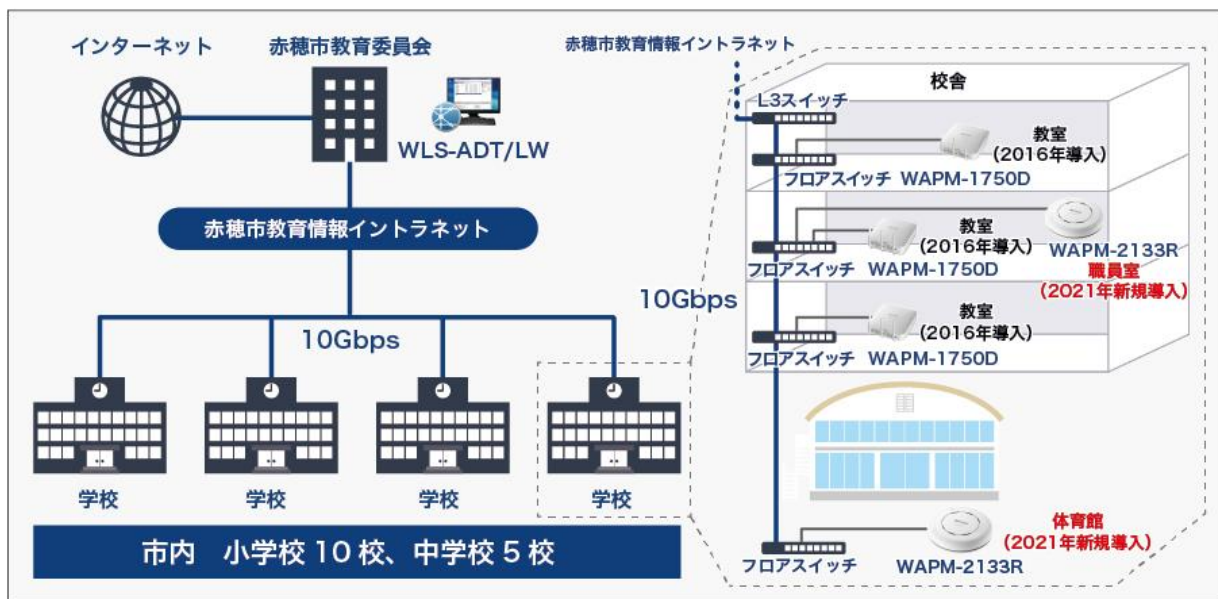 インターネット
赤穂市教育委員会
WLS-ADT/LW
赤穂市教育情報イントラネット
10Gbps
学校
学校
学校
学校
市内 小学校10校、中学校5校
赤穂市教育情報イントラネット
校舎
L3スイッチ
教室
(2016年導入)
フロアスイッチ WAPM-1750D
教室
(2016年導入)
WAPM-2133R
フロアスイッチ WAPM-1750D
職員室
(2021年新規導入)
10Gbps
教室
(2016年導入)
フロアスイッチ WAPM-1750D
体育館
(2021年新規導入)
フロアスイッチ
WAPM-2133R